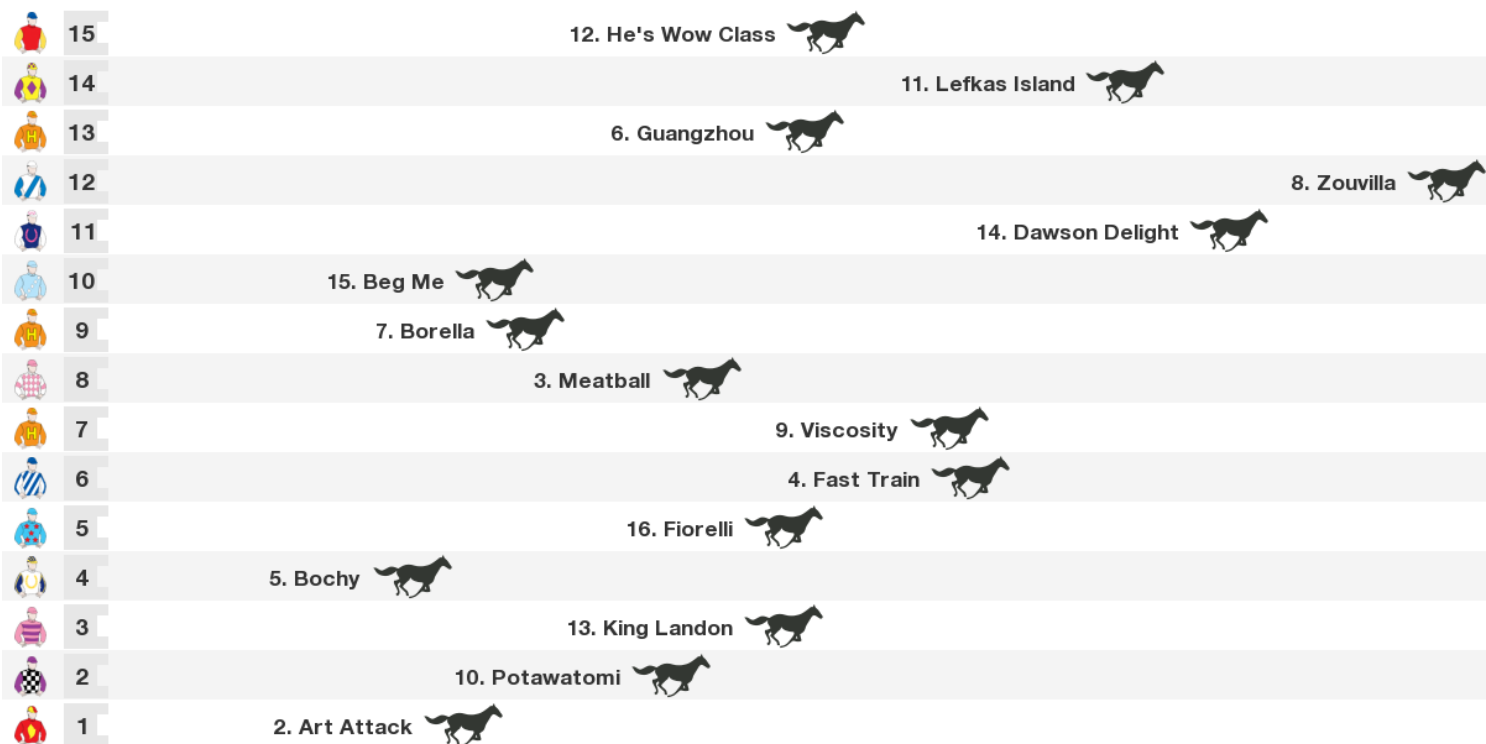 15 12. He's Wow Class
14 11. Lefkas Island
H 13 6. Guangzhou
12 8. Zouvilla
11 14. Dawson Delight
10 15. Beg Me
H 9 7. Borella
8 3. Meatball
H 7 9. Viscosity
6 4. Fast Train
5 16. Fiorelli
4 5. Bochy
3 13. King Landon
2 10. Potawatomi
1 2. Art Attack